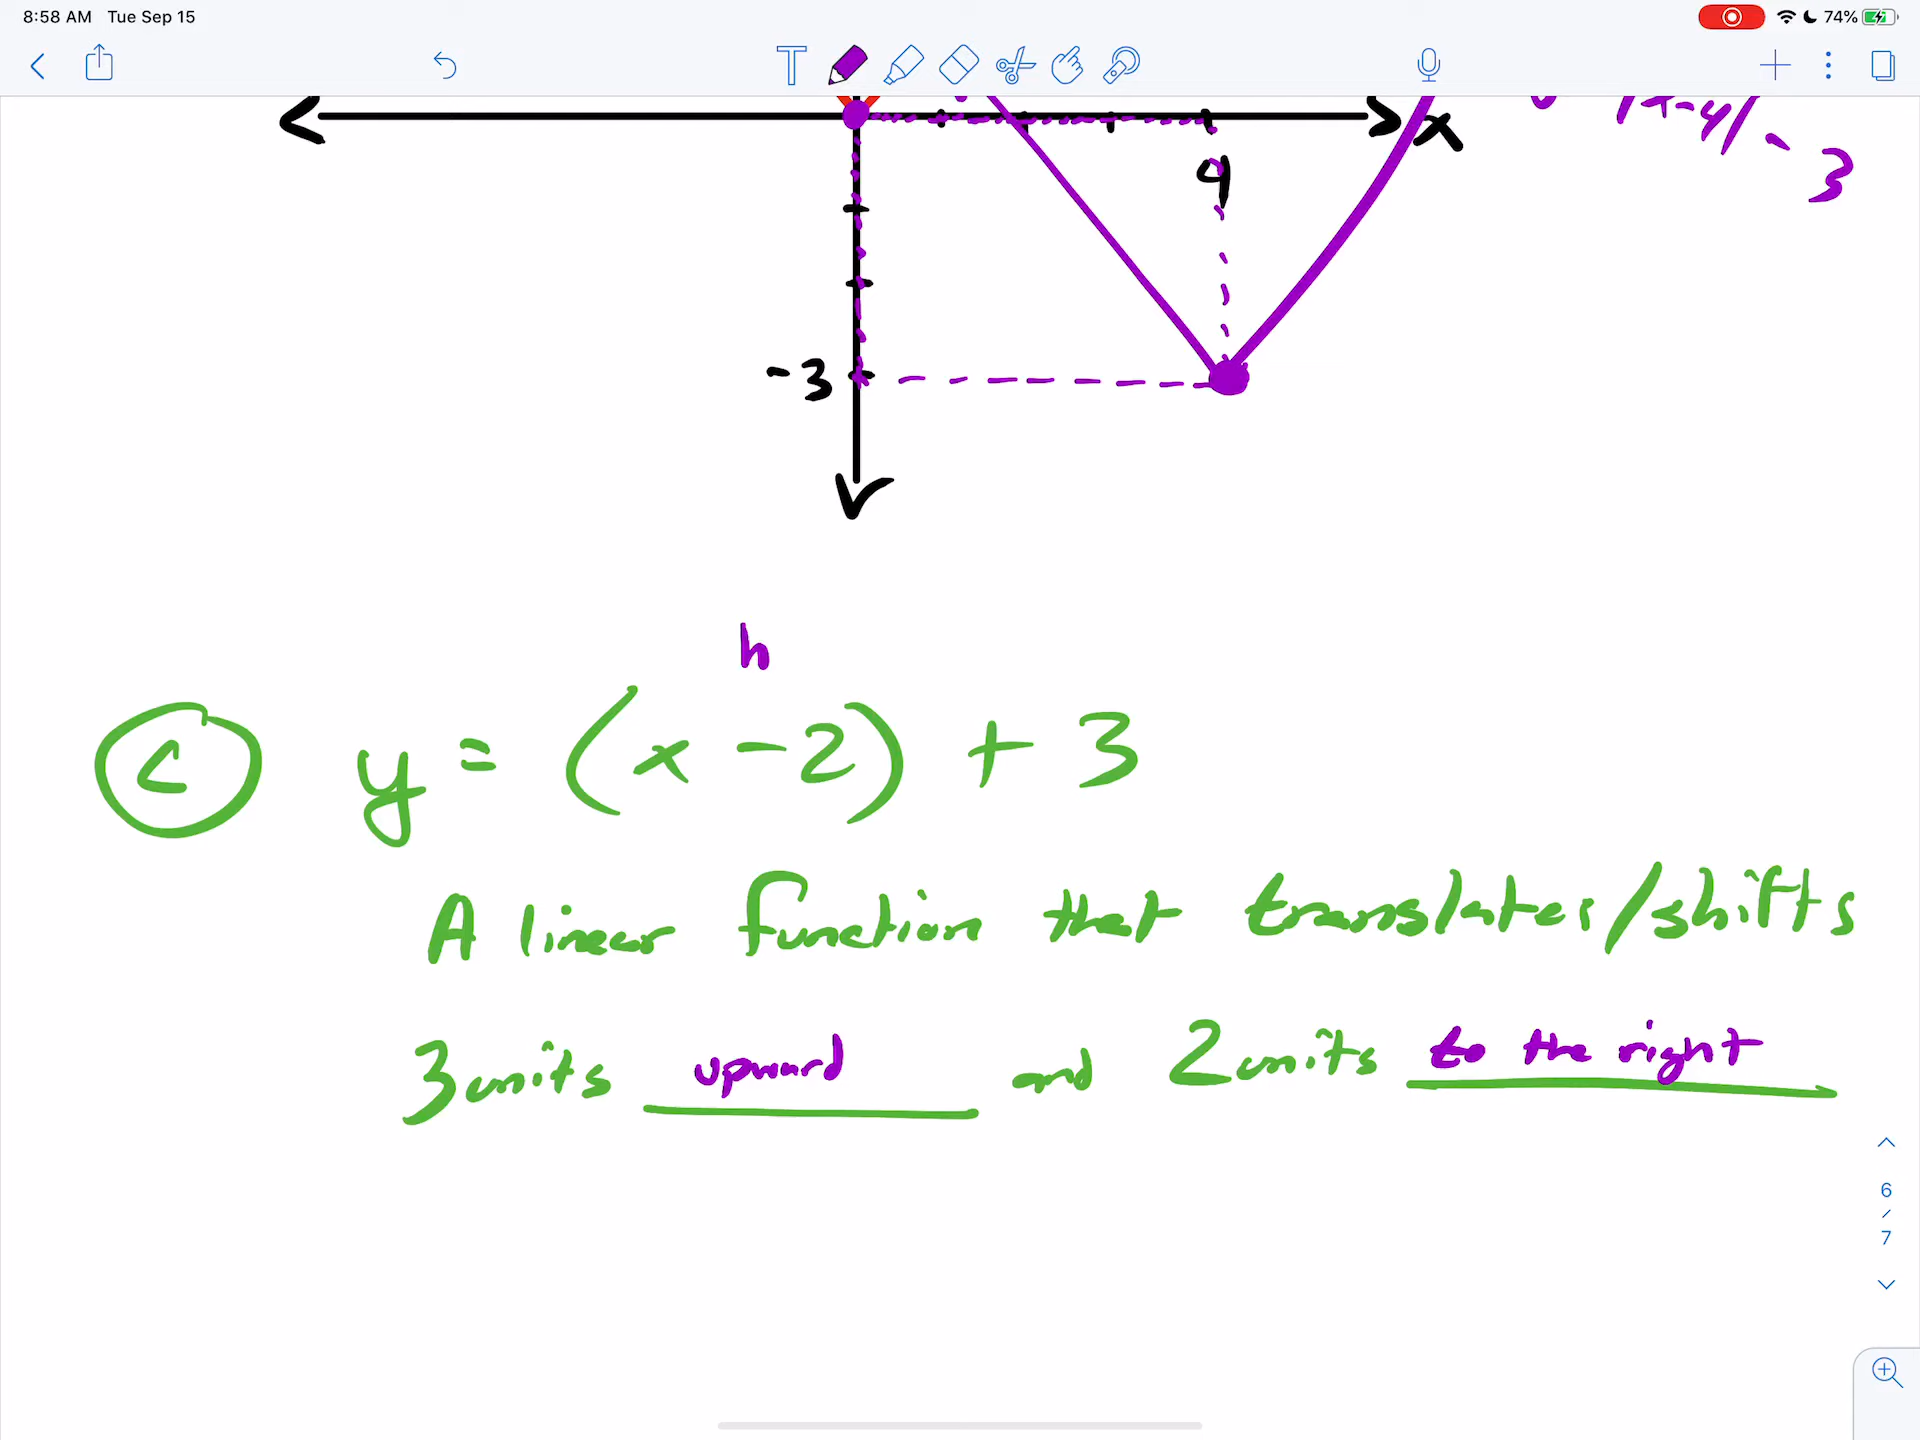 8:58 AM Tue Sep 15
74%
T
x
|x-4| - 3
4
-3
h
C y = (x - 2) + 3
A linear function that translates/shifts
3 units upward and 2 units to the right
6
/
7